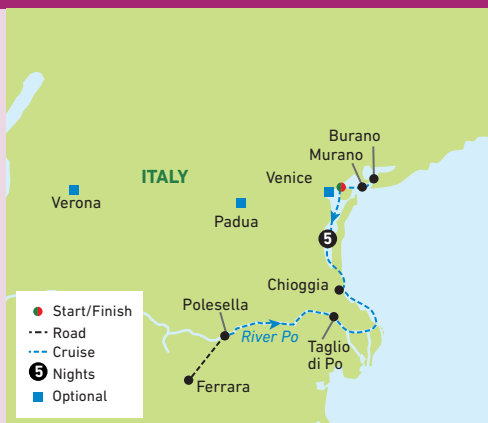 Burano
Murano
ITALY
Venice
Verona
Padua
5
Chioggia
Polesella
River Po
Taglio
di Po
Ferrara
Start/Finish
Road
Cruise
5 Nights
Optional